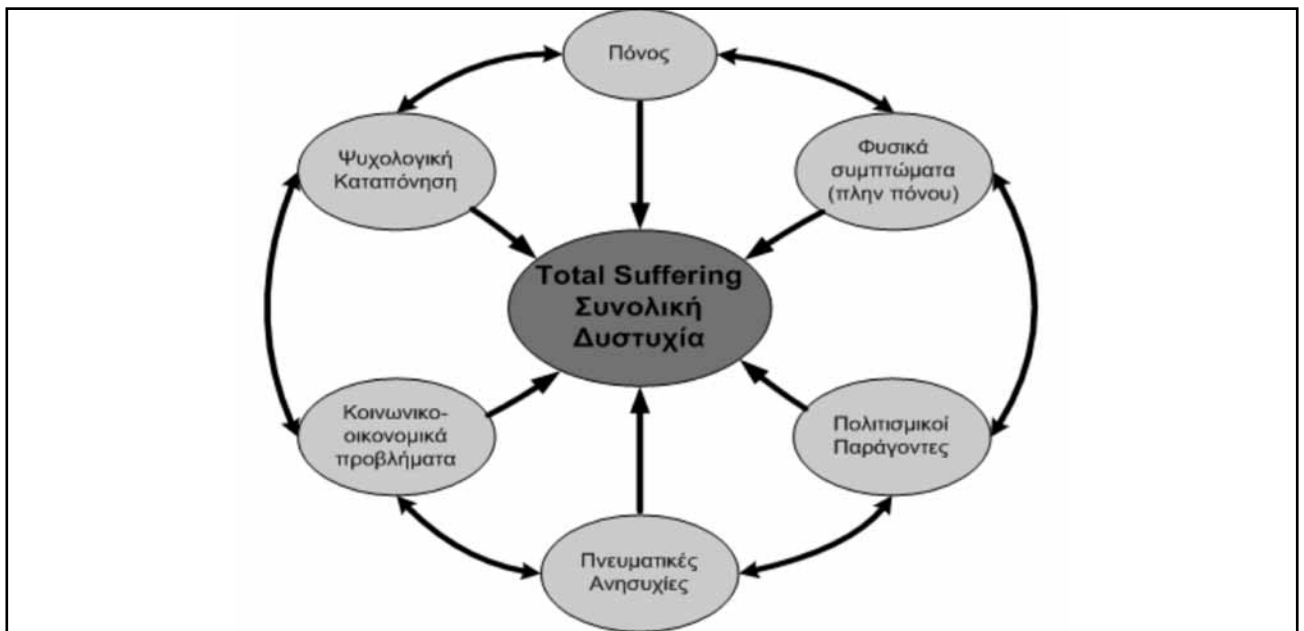 Πόνος
Ψυχολογική
Καταπόνηση
Φυσικά
συμπτώματα
(πλην πόνου)
Total Suffering
Συνολική
Δυστυχία
Κοινωνικο-
οικονομικά
προβλήματα
Πολιτισμικοί
Παράγοντες
Πνευματικές
Ανησυχίες